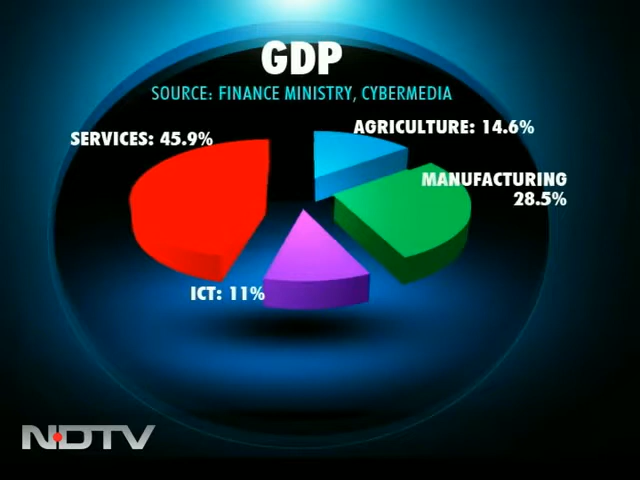 GDP
SOURCE: FINANCE MINISTRY, CYBERMEDIA
SERVICES: 45.9%
AGRICULTURE: 14.6%
MANUFACTURING
28.5%
ICT: 11%
NDTV